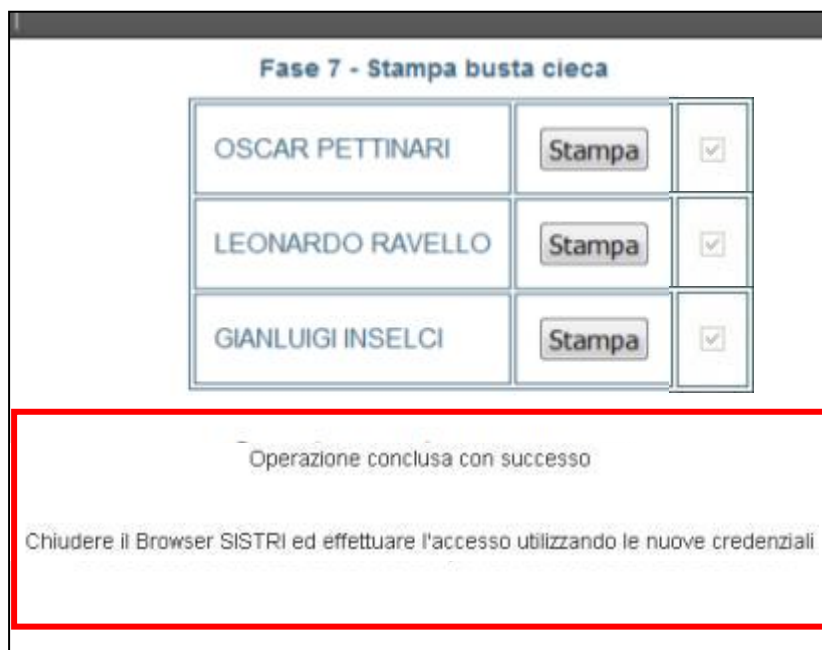 Fase 7 - Stampa busta cieca
OSCAR PETTINARI Stampa
LEONARDO RAVELLO Stampa
GIANLUIGI INSELCI Stampa
Operazione conclusa con successo
Chiudere il Browser SISTRI ed effettuare l'accesso utilizzando le nuove credenziali